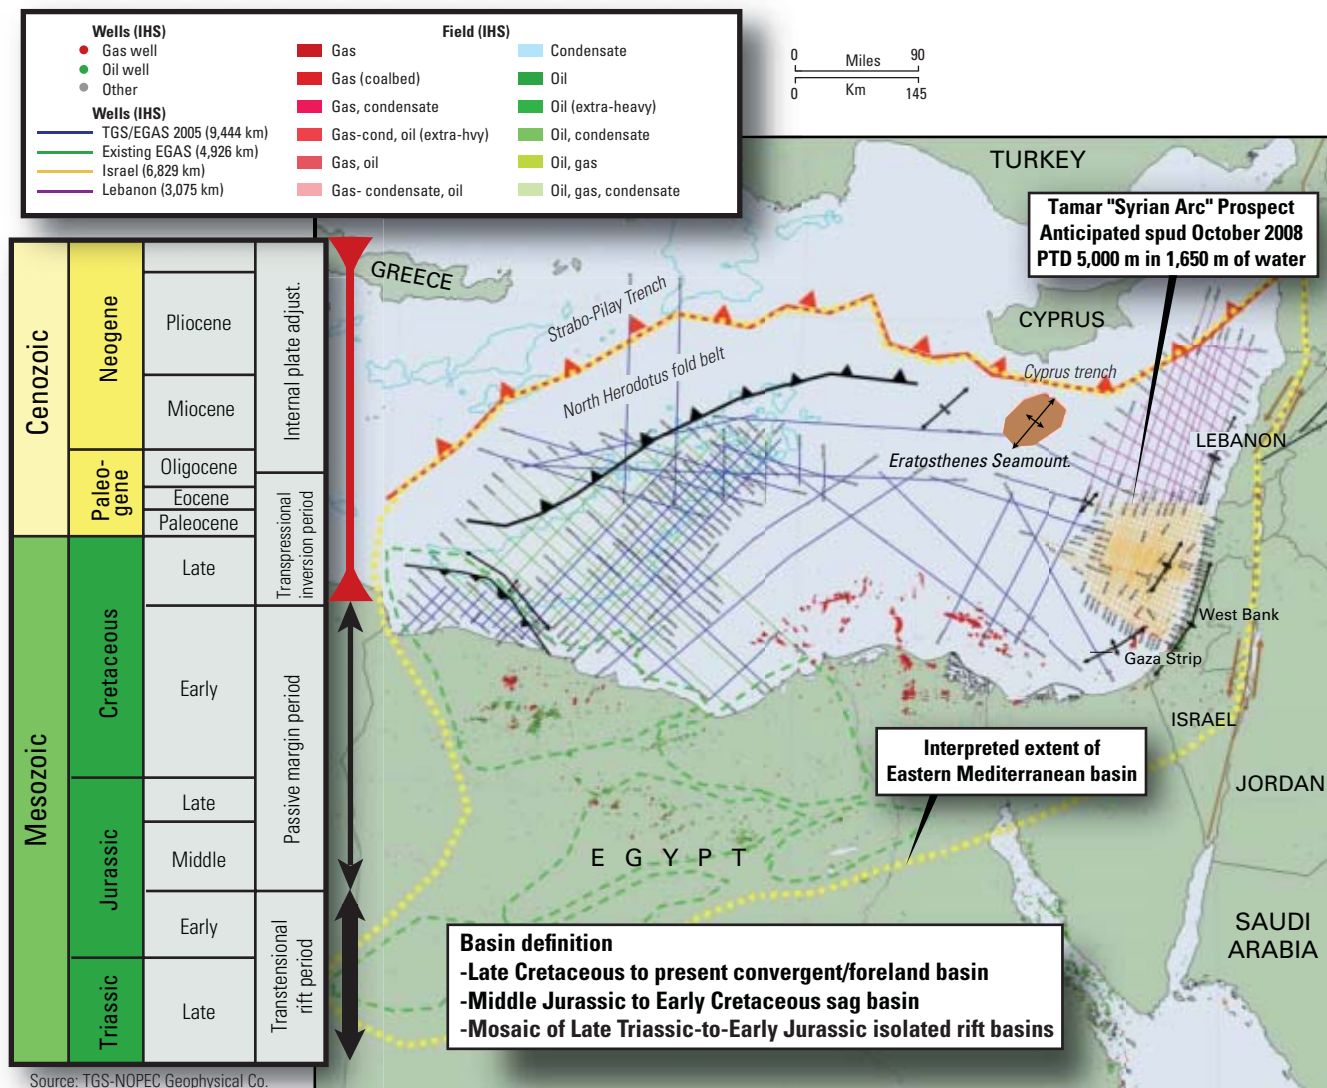 Wells (IHS)
Gas well
Oil well
Other
Wells (IHS)
TGS/EGAS 2005 (9,444 km)
Existing EGAS (4,926 km)
Israel (6,829 km)
Lebanon (3,075 km)
Field (IHS)
Gas
Gas (coalbed)
Gas, condensate
Gas-cond, oil (extra-hvy)
Gas, oil
Gas- condensate, oil
Condensate
Oil
Oil (extra-heavy)
Oil, condensate
Oil, gas
Oil, gas, condensate
0 Miles 90
0 Km 145
TURKEY
Tamar "Syrian Arc" Prospect
Anticipated spud October 2008
PTD 5,000 m in 1,650 m of water
GREECE
Strabo-Pilay Trench
CYPRUS
North Herodotus fold belt
Cyprus trench
LEBANON
Eratosthenes Seamount.
West Bank
Gaza Strip
ISRAEL
Interpreted extent of
Eastern Mediterranean basin
JORDAN
EGYPT
SAUDI
ARABIA
Basin definition
-Late Cretaceous to present convergent/foreland basin
-Middle Jurassic to Early Cretaceous sag basin
-Mosaic of Late Triassic-to-Early Jurassic isolated rift basins
Cenozoic
Mesozoic
Neogene
Paleo-
gene
Cretaceous
Jurassic
Triassic
Pliocene
Miocene
Oligocene
Eocene
Paleocene
Late
Early
Late
Middle
Early
Late
Internal plate adjust.
Transpressional
inversion period
Passive margin period
Transtensional
rift period
Source: TGS-NOPEC Geophysical Co.